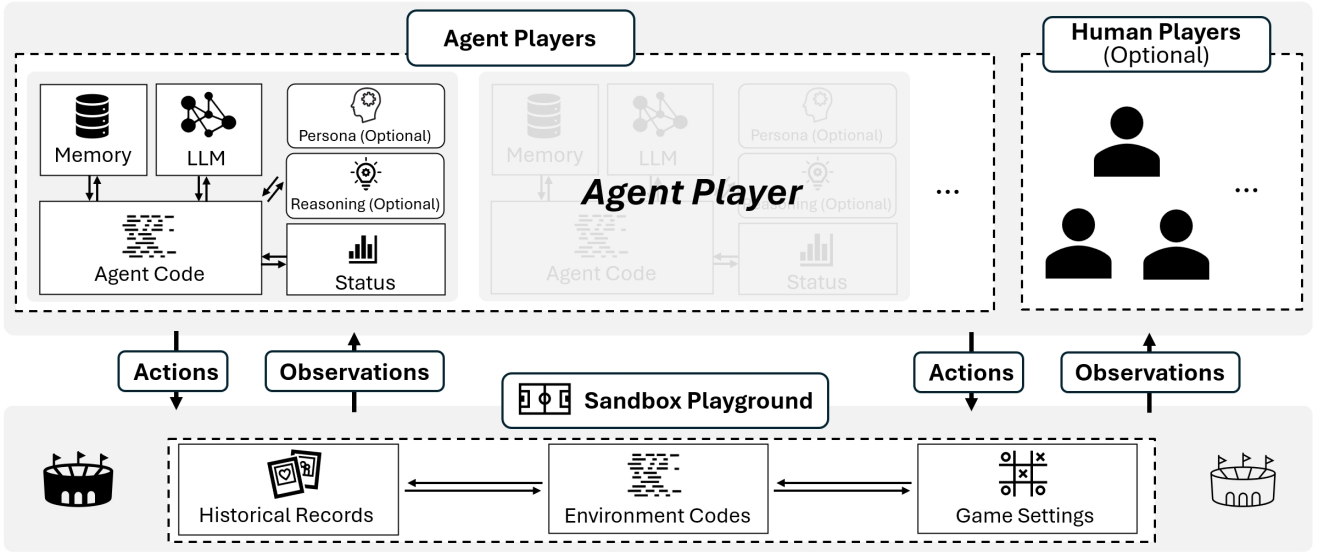 Agent Players
Human Players
(Optional)
Memory
LLM
Persona (Optional)
Reasoning (Optional)
Agent Code
Status
Memory
LLM
Persona (Optional)
Reasoning (Optional)
Agent Player
Agent Code
Status
...
...
Actions
Observations
Actions
Observations
Sandbox Playground
Historical Records
Environment Codes
Game Settings